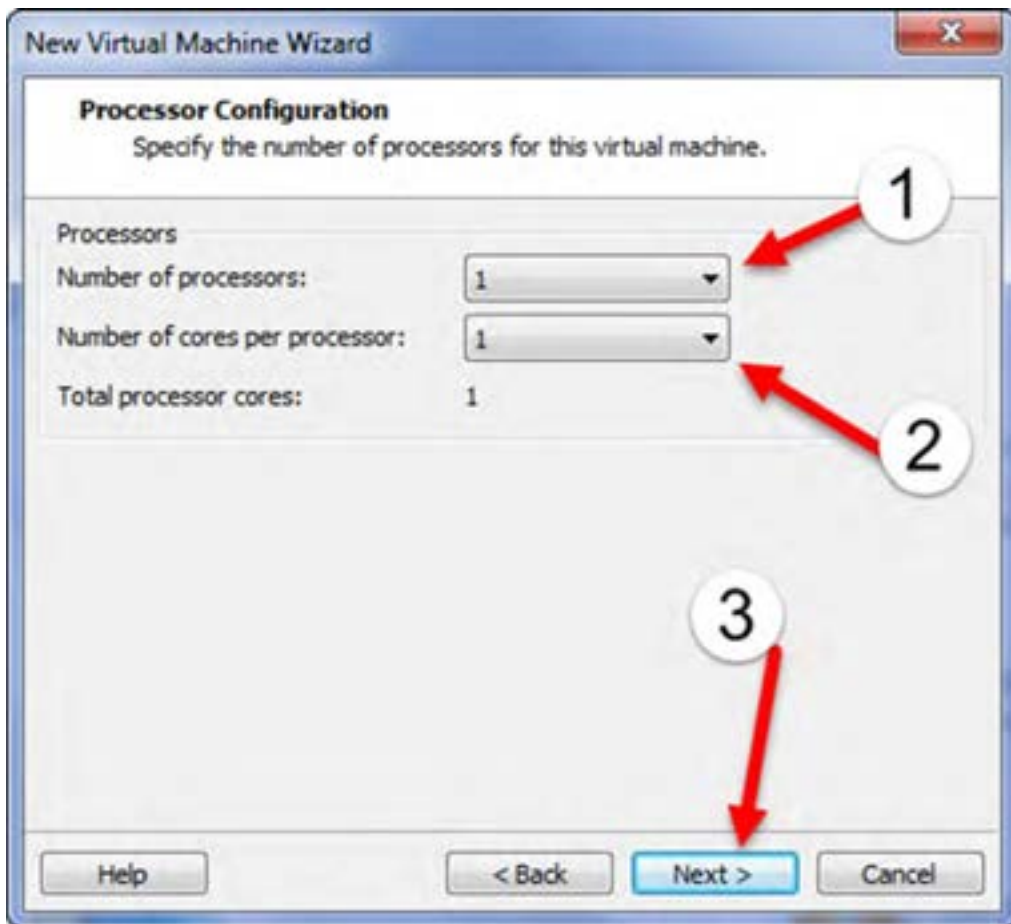 New Virtual Machine Wizard
Processor Configuration
Specify the number of processors for this virtual machine.
1
Processors
Number of processors: 1
Number of cores per processor: 1
Total processor cores: 1
2
3
Help < Back Next > Cancel